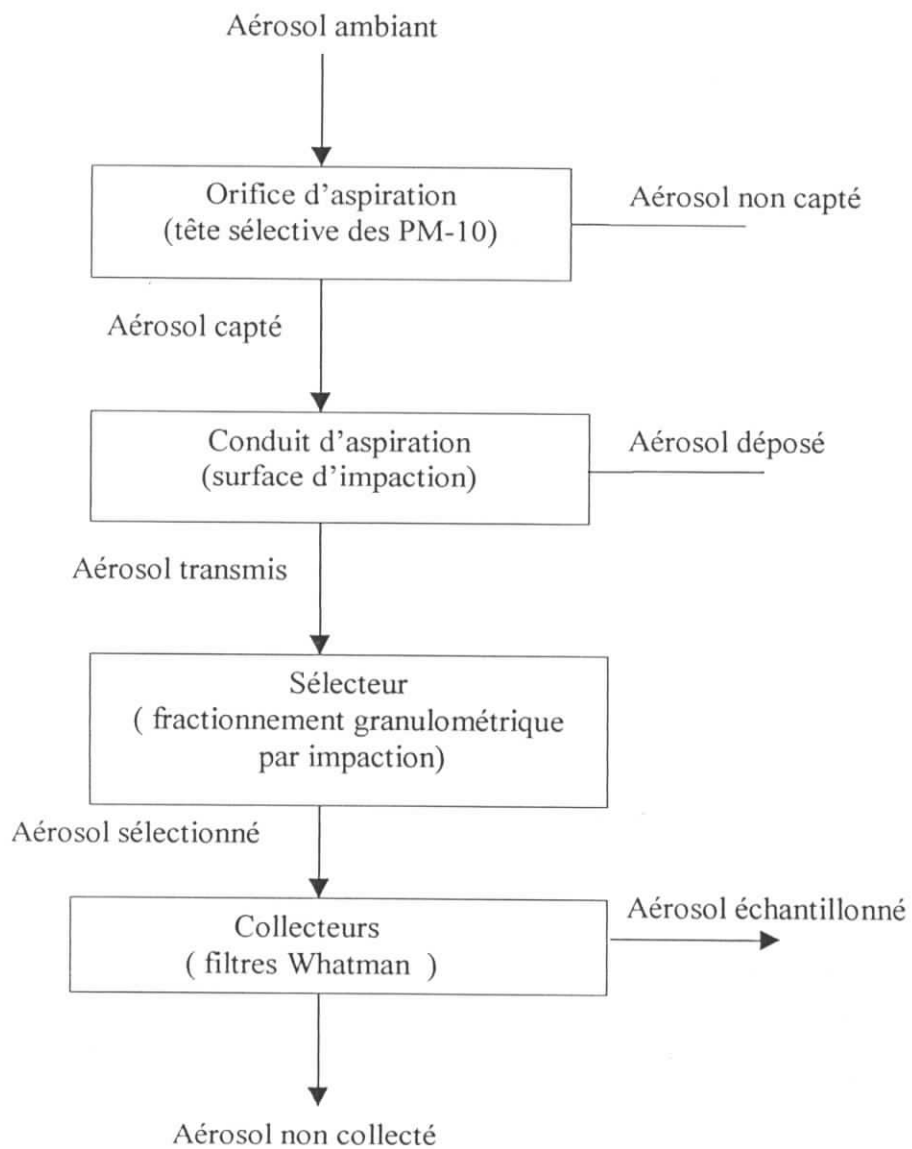 Aérosol ambiant
Orifice d'aspiration
(tête sélective des PM-10)
Aérosol non capté
Aérosol capté
Conduit d'aspiration
(surface d'impaction)
Aérosol déposé
Aérosol transmis
Sélecteur
( fractionnement granulométrique
par impaction)
Aérosol sélectionné
Collecteurs
( filtres Whatman )
Aérosol échantillonné
Aérosol non collecté